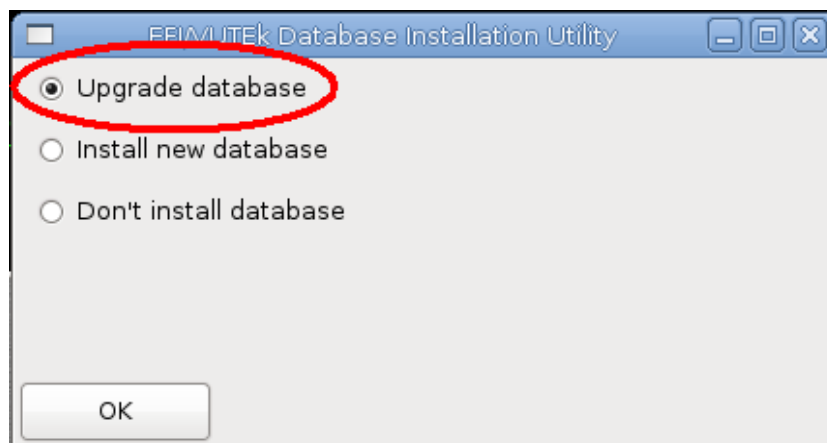 EFI/VUTEk Database Installation Utility
Upgrade database
Install new database
Don't install database
OK